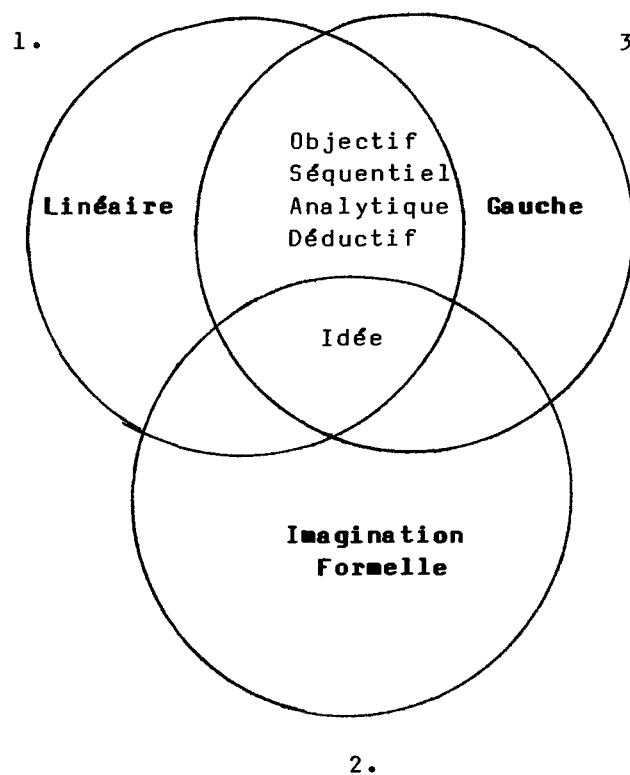 1.
3
Objectif
Séquentiel
Linéaire Analytique Gauche
Déductif
Idée
Imagination
Formelle
2.